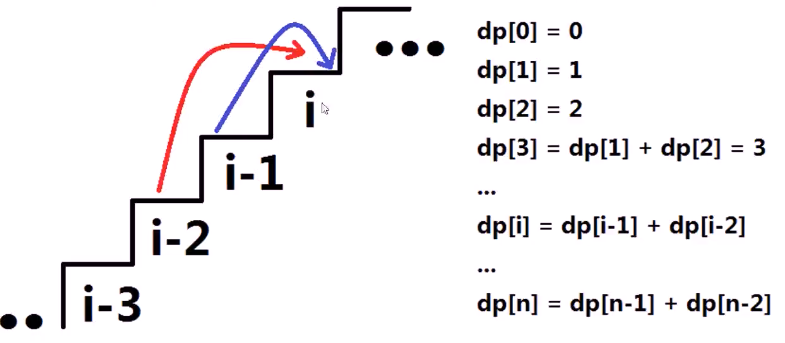 dp[0] = 0
dp[1] = 1
dp[2] = 2
dp[3] = dp[1] + dp[2] = 3
...
dp[i] = dp[i-1] + dp[i-2]
...
dp[n] = dp[n-1] + dp[n-2]
i
i-1
i-2
i-3